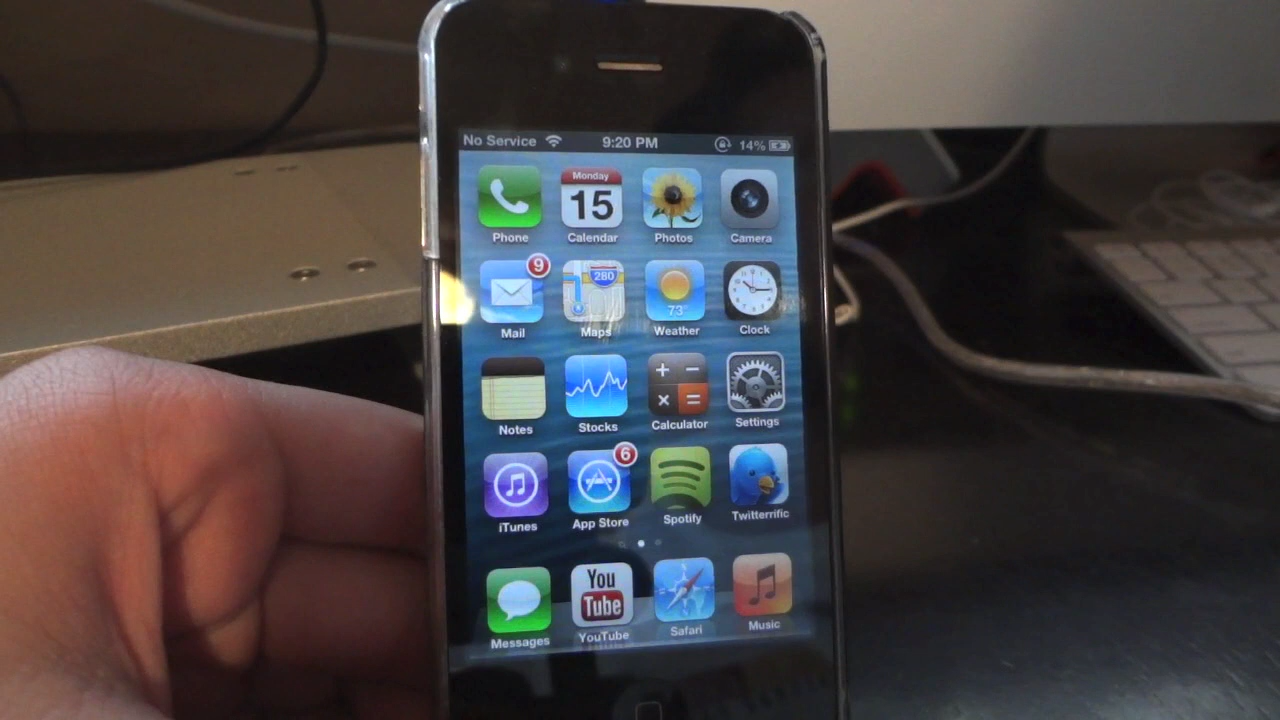 No Service 9:20 PM 14%
Monday
15
Phone Calendar Photos Camera
9
280
73°
Mail Maps Weather Clock
Notes Stocks Calculator Settings
6
iTunes App Store Spotify Twitterrific
You
Tube
Messages YouTube Safari Music